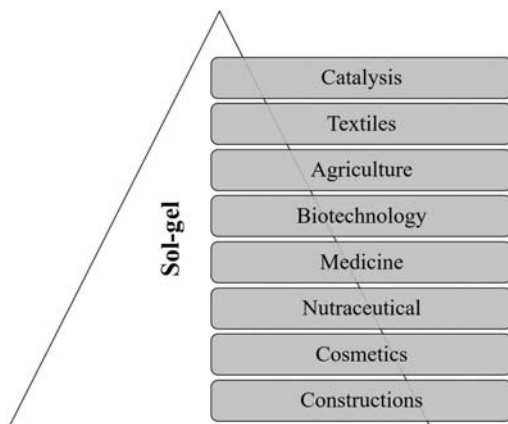 Sol-gel
Catalysis
Textiles
Agriculture
Biotechnology
Medicine
Nutraceutical
Cosmetics
Constructions